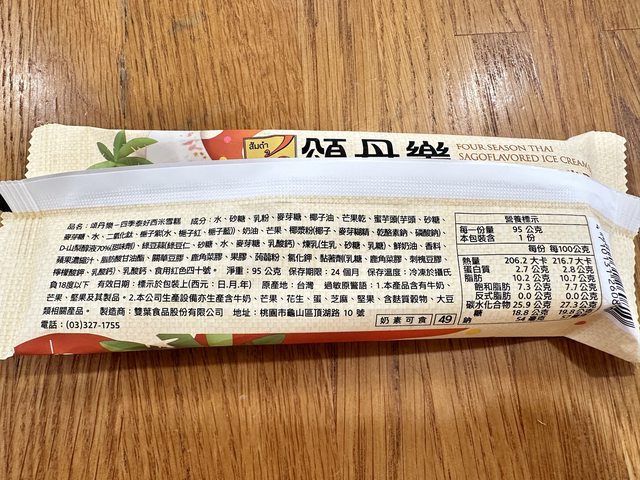 ส้มตำ
頌丹樂
FOUR SEASON THAI
SAGOFLAVORED ICE CREAM
品名：頌丹樂－四季泰好西米雪糕 成分：水、砂糖、乳粉、麥芽糖、椰子油、芒果乾、蜜芋頭(芋頭、砂糖、
麥芽糖、水、二氧化鈦、梔子紫(水、梔子紅、梔子藍))、奶油、芒果、椰漿粉(椰子、麥芽糊精、乾酪素鈉、磷酸鈉)、
D-山梨醇液70%(甜味劑)、綠豆蒜(綠豆仁、砂糖、水、麥芽糖、乳酸鈣)、煉乳(生乳、砂糖、乳糖)、鮮奶油、香料、
蘋果濃縮汁、脂肪酸甘油酯、關華豆膠、鹿角菜膠、果膠、蒟蒻粉、氯化鉀、黏著劑(乳糖、鹿角菜膠、刺槐豆膠、
檸檬酸鉀、乳酸鈣)、乳酸鈣、食用紅色四十號。 淨重：95 公克 保存期限：24 個月 保存溫度：冷凍於攝氏
負18度以下 有效日期：標示於包裝上(西元：日.月.年) 原產地：台灣 過敏原警語：1.本產品含有牛奶、
芒果、堅果及其製品。2.本公司生產設備亦生產含牛奶、芒果、花生、蛋、芝麻、堅果、含麩質穀物、大豆
類相關產品。 製造商：雙葉食品股份有限公司 地址：桃園市龜山區頂湖路 10 號
電話：(03)327-1755
奶素可食 49
營養標示
每一份量 95 公克
本包裝含 1 份
每份 每100公克
熱量 206.2 大卡 216.7 大卡
蛋白質 2.7 公克 2.8 公克
脂肪 10.2 公克 10.7 公克
飽和脂肪 7.3 公克 7.7 公克
反式脂肪 0.0 公克 0.0 公克
碳水化合物 25.9 公克 27.3 公克
糖 18.8 公克 19.8 公克
鈉 54 毫克